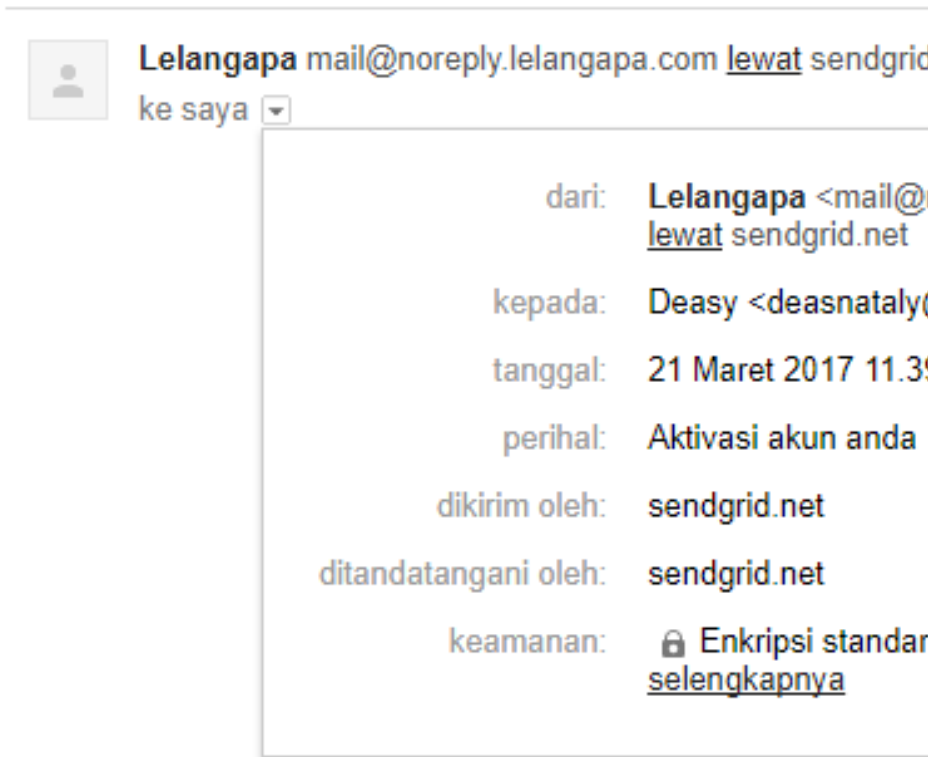 Lelangapa mail@noreply.lelangapa.com lewat sendgrid
ke saya
dari: Lelangapa <mail@
lewat sendgrid.net
kepada: Deasy <deasnataly@
tanggal: 21 Maret 2017 11.39
perihal: Aktivasi akun anda
dikirim oleh: sendgrid.net
ditandatangani oleh: sendgrid.net
keamanan: Enkripsi standar
selengkapnya